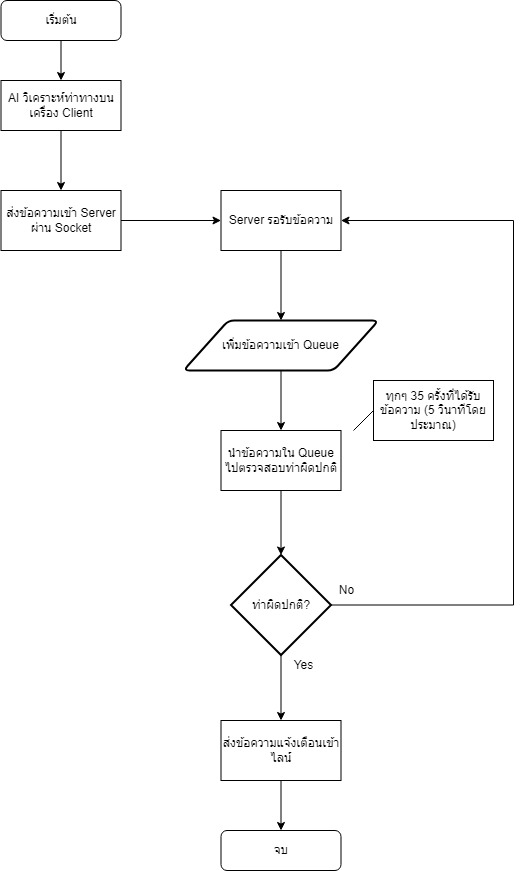 เริ่มต้น
AI วิเคราะห์ท่าทางบน
เครื่อง Client
ส่งข้อความเข้า Server
ผ่าน Socket
Server รอรับข้อความ
เพิ่มข้อความเข้า Queue
ทุกๆ 35 ครั้งที่ได้รับ
ข้อความ (5 วินาทีโดย
ประมาณ)
นำข้อความใน Queue
ไปตรวจสอบท่าผิดปกติ
ท่าผิดปกติ?
No
Yes
ส่งข้อความแจ้งเตือนเข้า
ไลน์
จบ